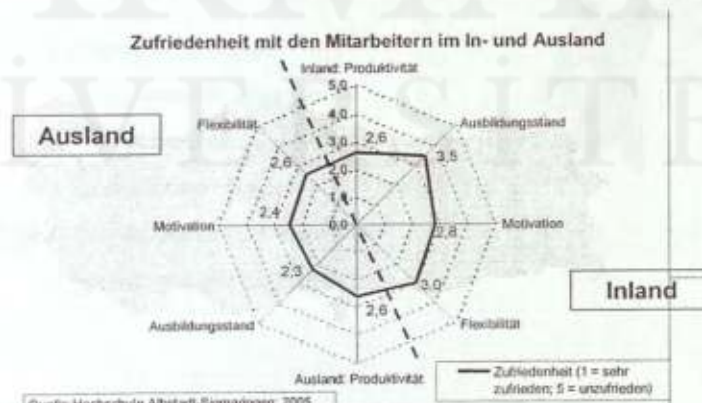 Zufriedenheit mit den Mitarbeitern im In- und Ausland
Inland: Produktivität
5,0
4,0
3,0
2,0
1,0
0,0
Ausland
Flexibilität
Ausbildungsstand
2,6
2,6
3,5
2,4
Motivation
Motivation
2,8
2,3
3,0
2,6
Inland
Ausbildungsstand
Flexibilität
Ausland: Produktivität
Zufriedenheit (1 = sehr
zufrieden; 5 = unzufrieden)
Quelle: Hochschule Albstadt-Sigmaringen, 2005